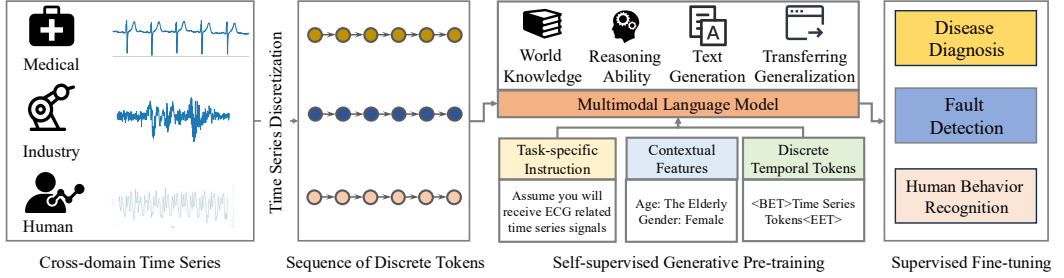 Medical
Industry
Human
Cross-domain Time Series
Time Series Discretization
Sequence of Discrete Tokens
World
Knowledge
Reasoning
Ability
Text
Generation
Transferring
Generalization
A
Multimodal Language Model
Task-specific
Instruction
Assume you will
receive ECG related
time series signals
Contextual
Features
Age: The Elderly
Gender: Female
Discrete
Temporal Tokens
<BET>Time Series
Tokens<EET>
Self-supervised Generative Pre-training
Disease
Diagnosis
Fault
Detection
Human Behavior
Recognition
Supervised Fine-tuning